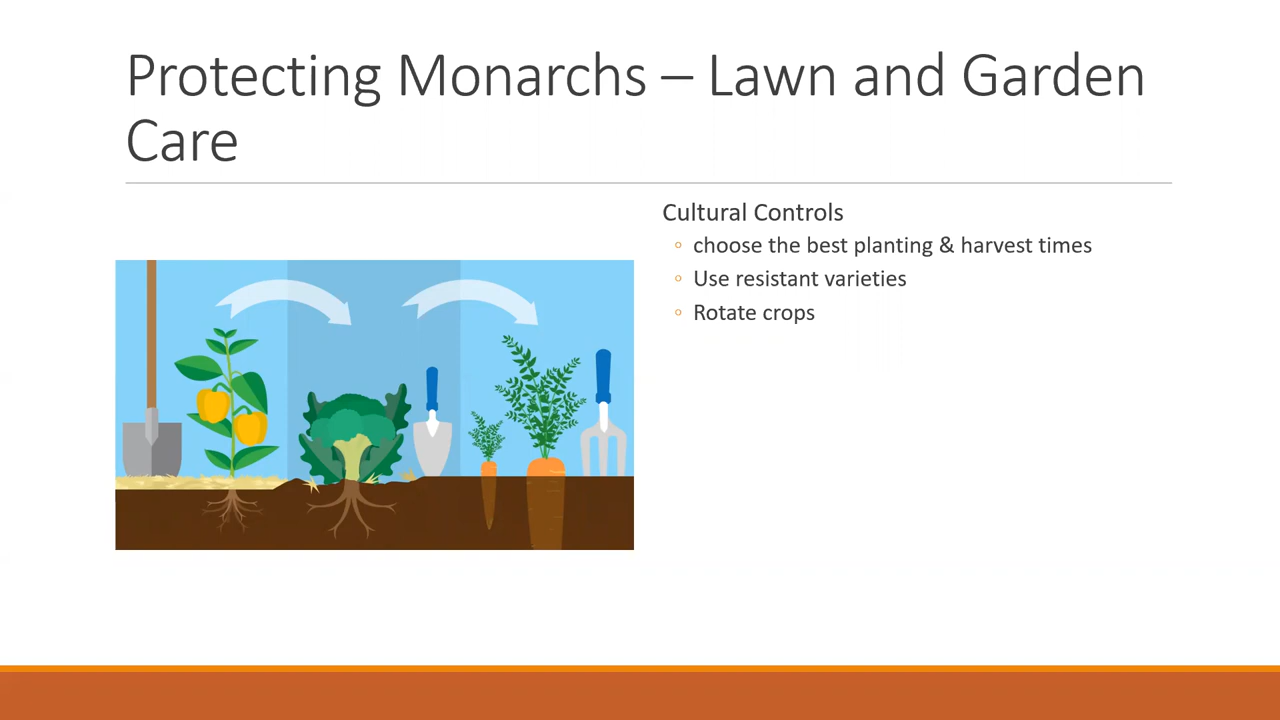 Protecting Monarchs – Lawn and Garden
Care
Cultural Controls
◦ choose the best planting & harvest times
◦ Use resistant varieties
◦ Rotate crops